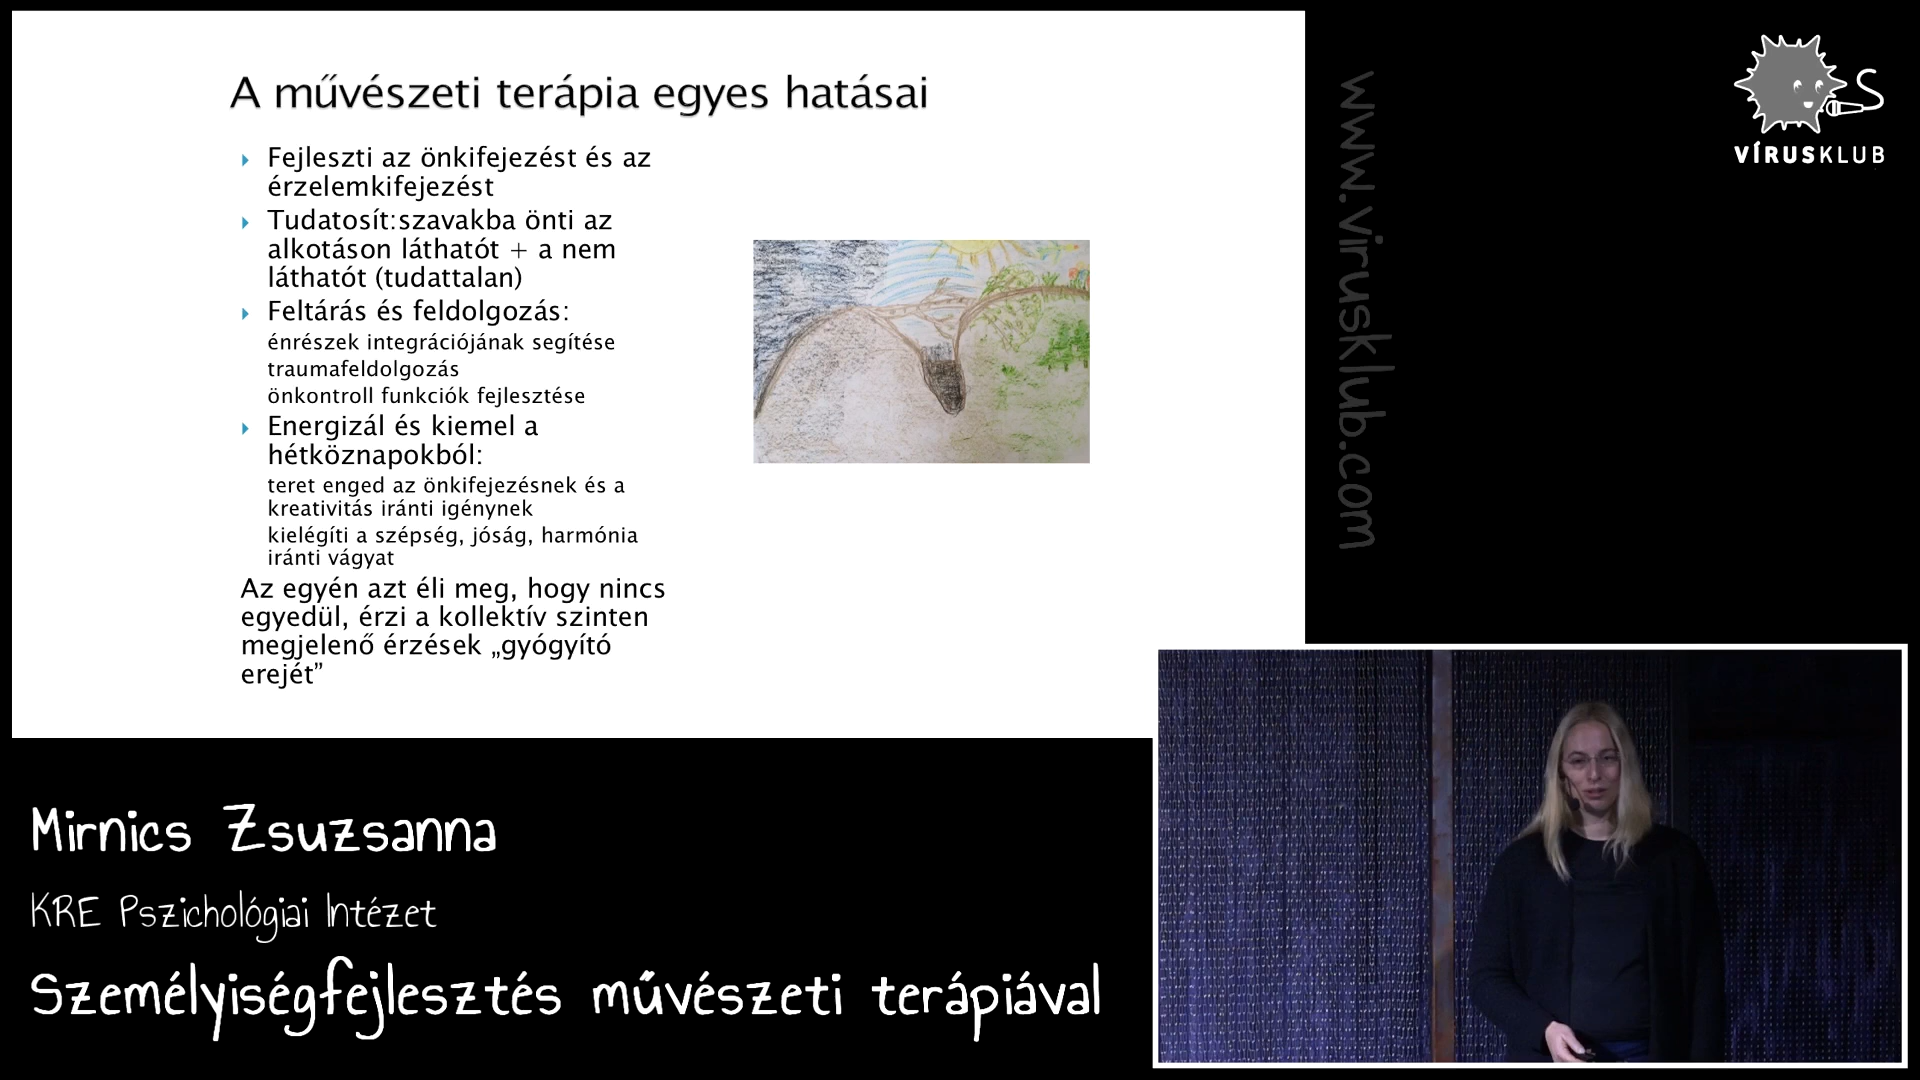 A művészeti terápia egyes hatásai
Fejleszti az önkifejezést és az
érzelemkifejezést
Tudatosít:szavakba önti az
alkotáson láthatót + a nem
láthatót (tudattalan)
Feltárás és feldolgozás:
énrészek integrációjának segítése
traumafeldolgozás
önkontroll funkciók fejlesztése
Energizál és kiemel a
hétköznapokból:
teret enged az önkifejezésnek és a
kreativitás iránti igénynek
kielégíti a szépség, jóság, harmónia
iránti vágyat
Az egyén azt éli meg, hogy nincs
egyedül, érzi a kollektív szinten
megjelenő érzések „gyógyító
erejét”
www.virusklub.com
VÍRUSKLUB
Mirnics Zsuzsanna
KRE Pszichológiai Intézet
Személyiségfejlesztés művészeti terápiával